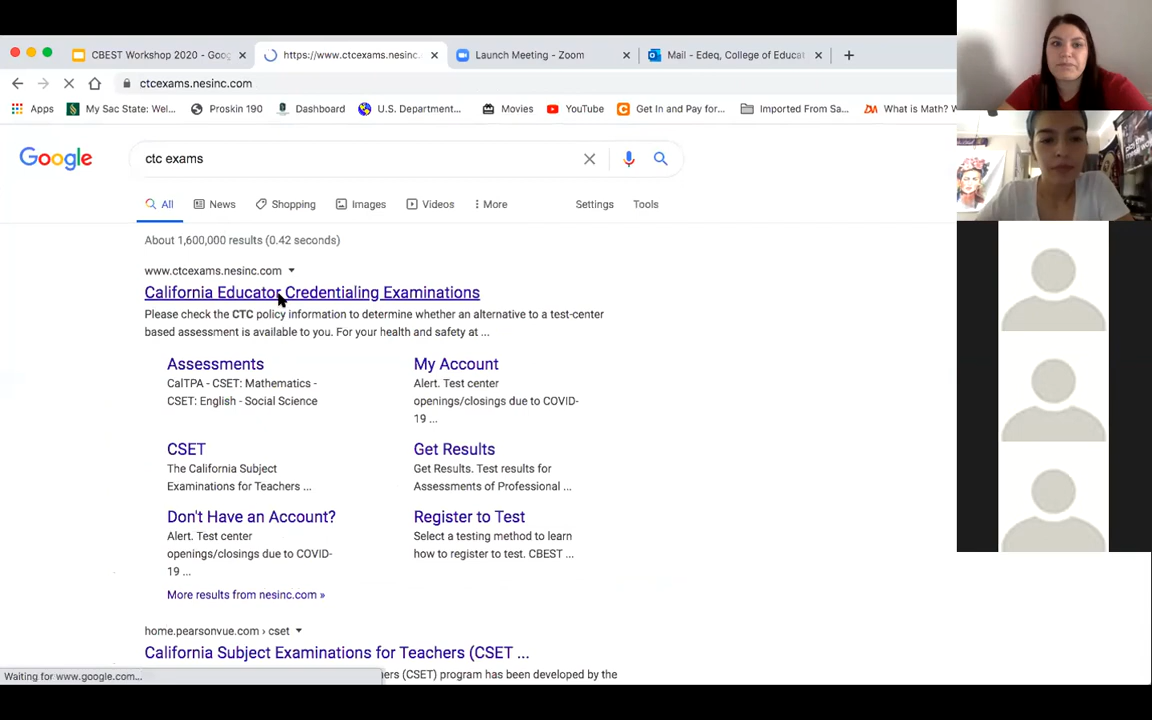 CBEST Workshop 2020 - Goo
https://www.ctcexams.nesinc.
Launch Meeting - Zoom
Mail - Edeq, College of Educat
ctcexams.nesinc.com
Apps
My Sac State: Wel...
Proskin 190
Dashboard
U.S. Department...
Movies
YouTube
Get In and Pay for...
Imported From Sa...
What is Math? W
Google
ctc exams
All
News
Shopping
Images
Videos
More
Settings
Tools
About 1,600,000 results (0.42 seconds)
www.ctcexams.nesinc.com
California Educator Credentialing Examinations
Please check the CTC policy information to determine whether an alternative to a test-center
based assessment is available to you. For your health and safety at ...
Assessments
CalTPA - CSET: Mathematics -
CSET: English - Social Science
My Account
Alert. Test center
openings/closings due to COVID-
19 ...
CSET
The California Subject
Examinations for Teachers ...
Get Results
Get Results. Test results for
Assessments of Professional ...
Don't Have an Account?
Alert. Test center
openings/closings due to COVID-
19 ...
Register to Test
Select a testing method to learn
how to register to test. CBEST ...
More results from nesinc.com »
home.pearsonvue.com › cset
California Subject Examinations for Teachers (CSET ...
Waiting for www.google.com...
ers (CSET) program has been developed by the